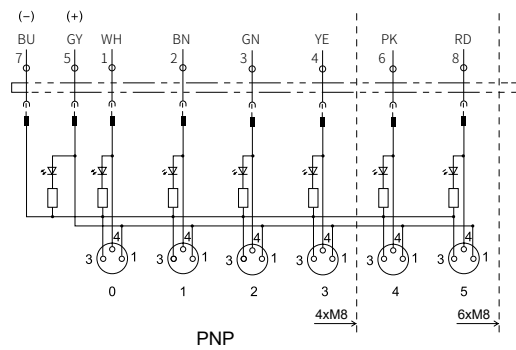 (−) (+)
BU GY WH BN GN YE PK RD
7 5 1 2 3 4 6 8
4 4 4 4 4 4
3 1 3 1 3 1 3 1 3 1 3 1
0 1 2 3 4 5
4xM8 6xM8
PNP